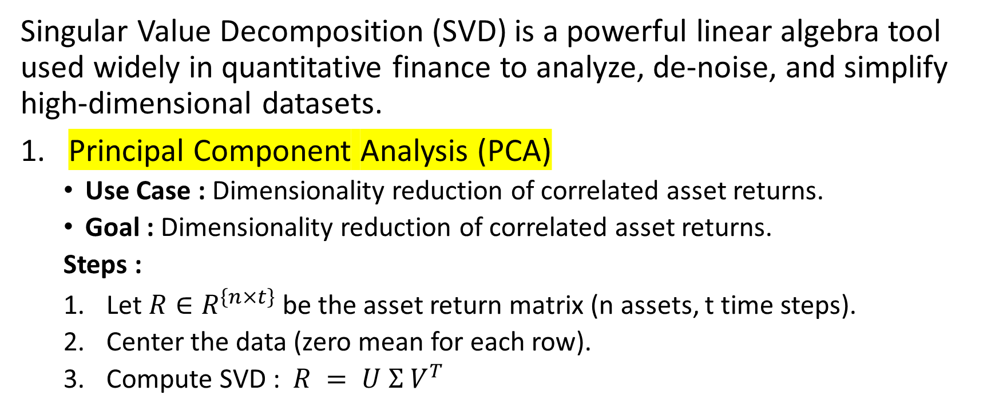 Singular Value Decomposition (SVD) is a powerful linear algebra tool
used widely in quantitative finance to analyze, de-noise, and simplify
high-dimensional datasets.
1. Principal Component Analysis (PCA)
• Use Case : Dimensionality reduction of correlated asset returns.
• Goal : Dimensionality reduction of correlated asset returns.
Steps :
1. Let R ∈ R^{n×t} be the asset return matrix (n assets, t time steps).
2. Center the data (zero mean for each row).
3. Compute SVD : R = U Σ V^T